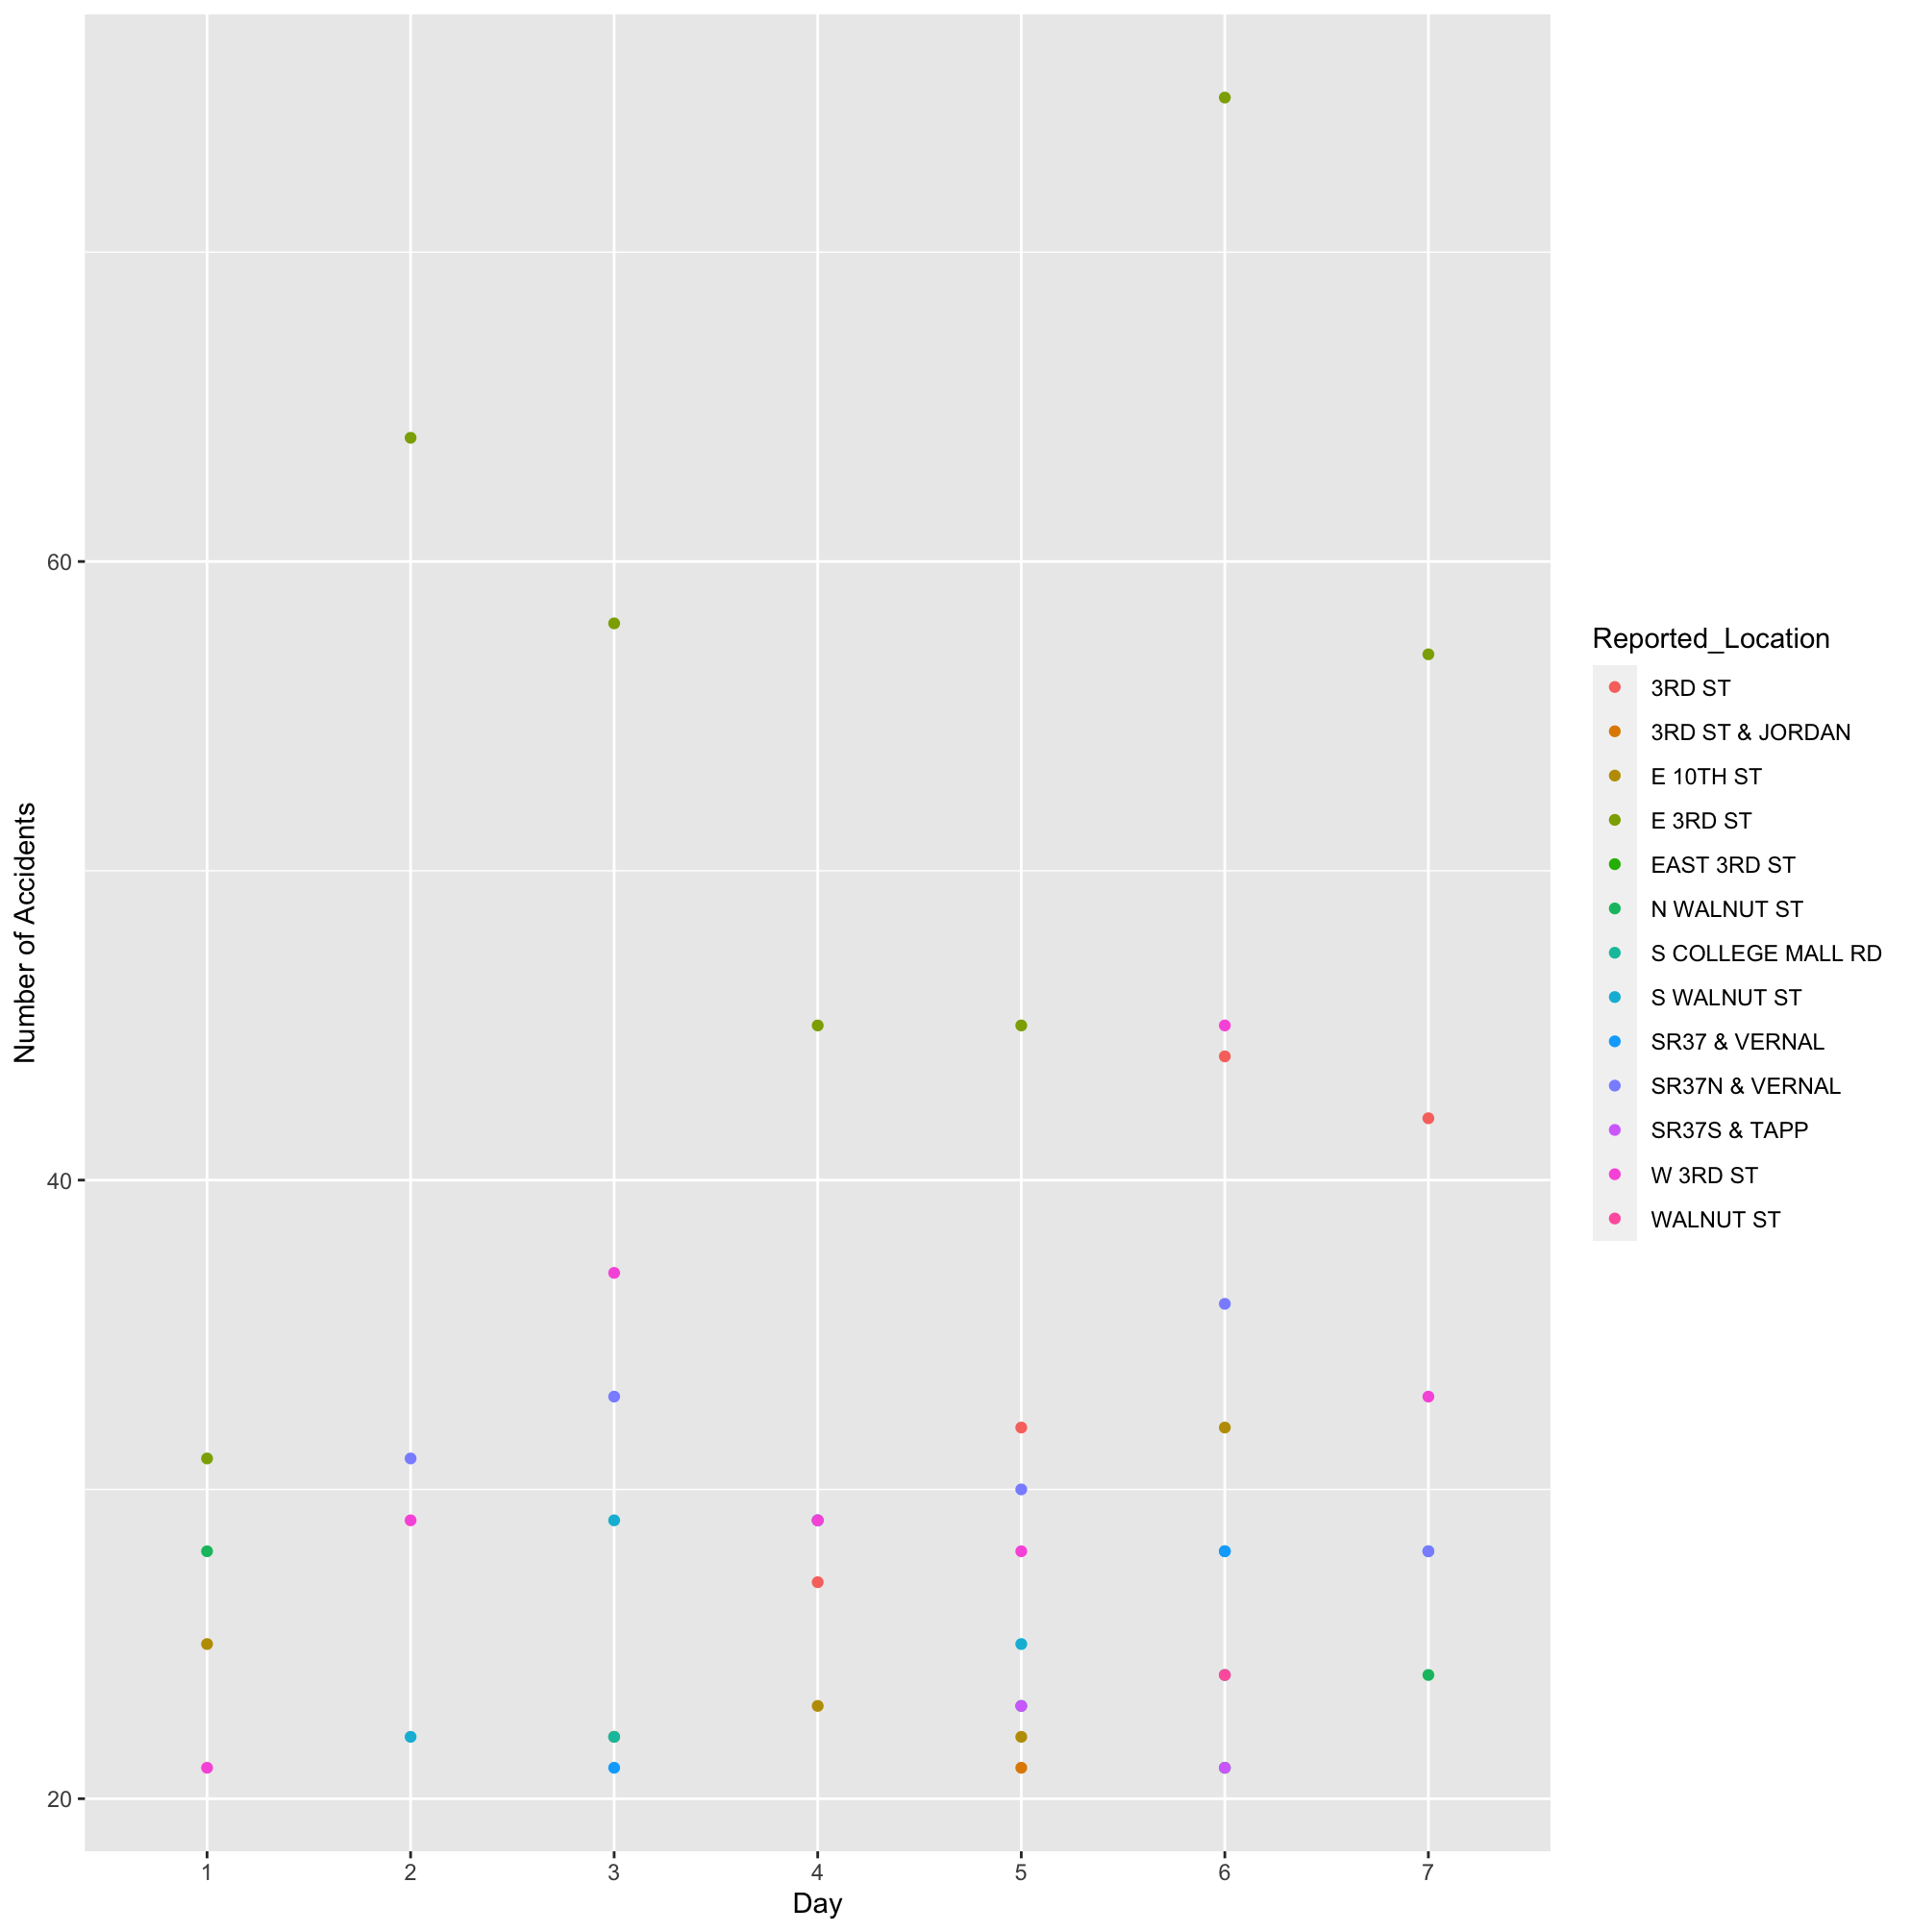 Number of Accidents
60
40
20
1 2 3 4 5 6 7
Day
Reported_Location
3RD ST
3RD ST & JORDAN
E 10TH ST
E 3RD ST
EAST 3RD ST
N WALNUT ST
S COLLEGE MALL RD
S WALNUT ST
SR37 & VERNAL
SR37N & VERNAL
SR37S & TAPP
W 3RD ST
WALNUT ST